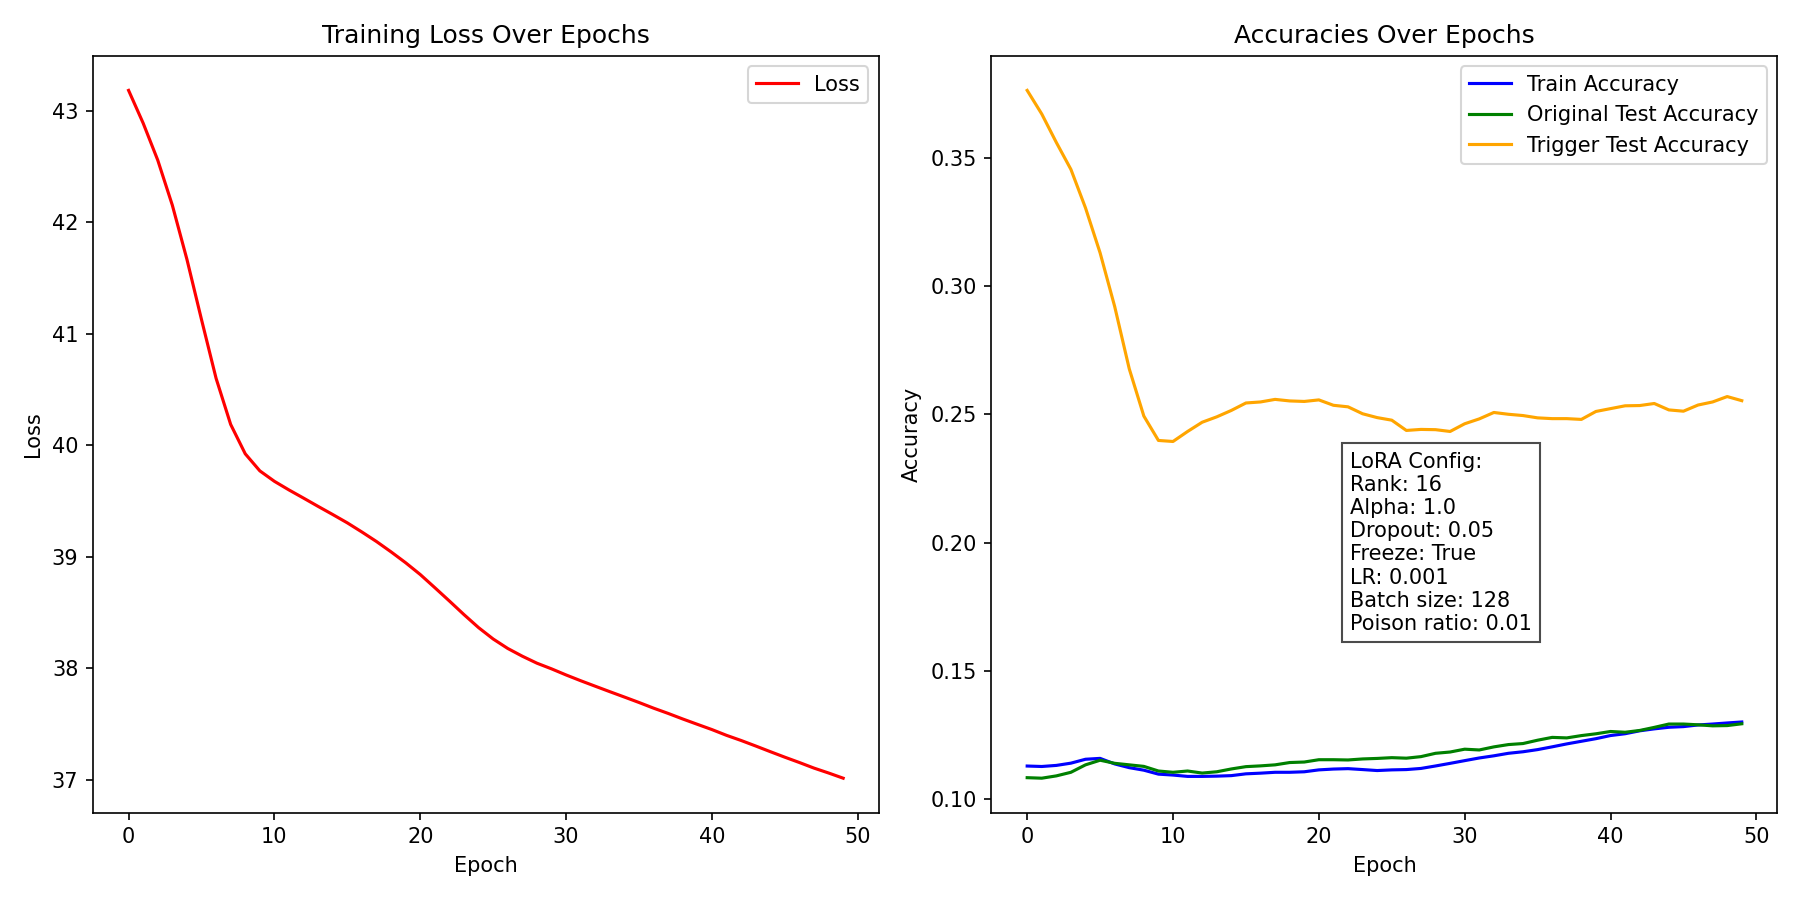 Training Loss Over Epochs
Loss
43
42
41
40
39
38
37
Loss
0 10 20 30 40 50
Epoch
Accuracies Over Epochs
Train Accuracy
Original Test Accuracy
Trigger Test Accuracy
0.35
0.30
0.25
0.20
0.15
0.10
Accuracy
LoRA Config:
Rank: 16
Alpha: 1.0
Dropout: 0.05
Freeze: True
LR: 0.001
Batch size: 128
Poison ratio: 0.01
0 10 20 30 40 50
Epoch